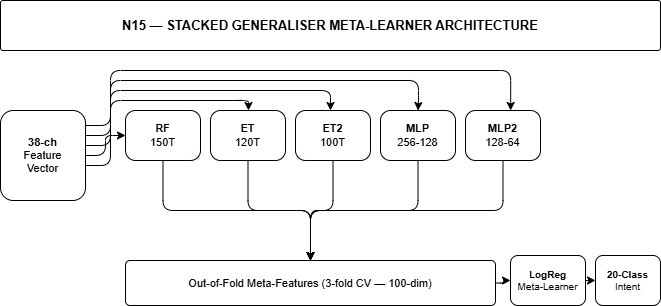 N15 — STACKED GENERALISER META-LEARNER ARCHITECTURE
38-ch
Feature
Vector
RF
150T
ET
120T
ET2
100T
MLP
256-128
MLP2
128-64
Out-of-Fold Meta-Features (3-fold CV — 100-dim)
LogReg
Meta-Learner
20-Class
Intent